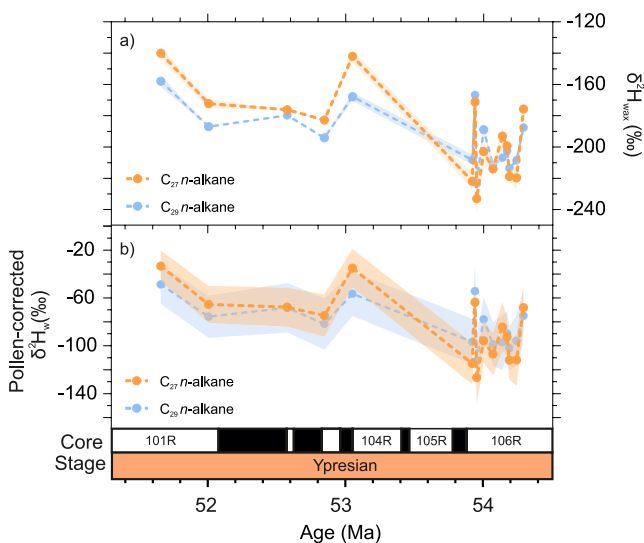 a)
-120
-160
-200
-240
δ²H_wax (‰)
C₂₇ n-alkane
C₂₉ n-alkane
b)
-20
-60
-100
-140
Pollen-corrected
δ²H_w(‰)
C₂₇ n-alkane
C₂₉ n-alkane
Core
101R
104R
105R
106R
Stage
Ypresian
52
53
54
Age (Ma)